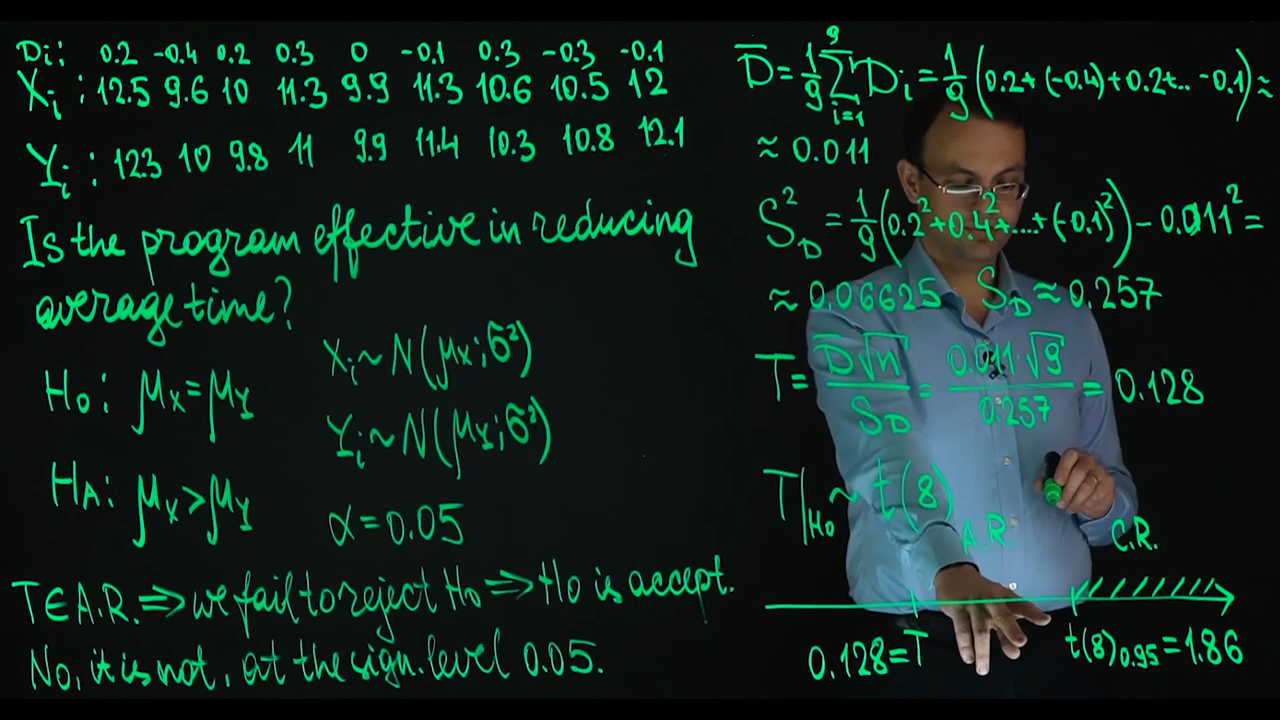 Di: 0.2 -0.4 0.2 0.3 0 -0.1 0.3 -0.3 -0.1
Xi: 12.5 9.6 10 11.3 9.9 11.3 10.6 10.5 12
Yi: 12.3 10 9.8 11 9.9 11.4 10.3 10.8 12.1
Is the program effective in reducing
average time?
H0: μX = μY
HA: μX > μY
Xi ~ N(μX; σ²)
Yi ~ N(μY; σ²)
α = 0.05
T ∈ A.R. ⇒ we fail to reject H0 ⇒ H0 is accept.
No, it is not, at the sign. level 0.05.
D̄ = 1/9 ∑_{i=1}^{9} Di = 1/9 (0.2 + (-0.4) + 0.2 + .. -0.1) ≈
≈ 0.011
S²_D = 1/9 (0.2² + 0.4² + .... + (-0.1)²) - 0.011² =
≈ 0.06625 S_D ≈ 0.257
T = D̄√n / S_D = 0.011·√9 / 0.257 = 0.128
T|H0 ~ t(8)
A.R. C.R.
0.128 = T t(8)0.95 = 1.86